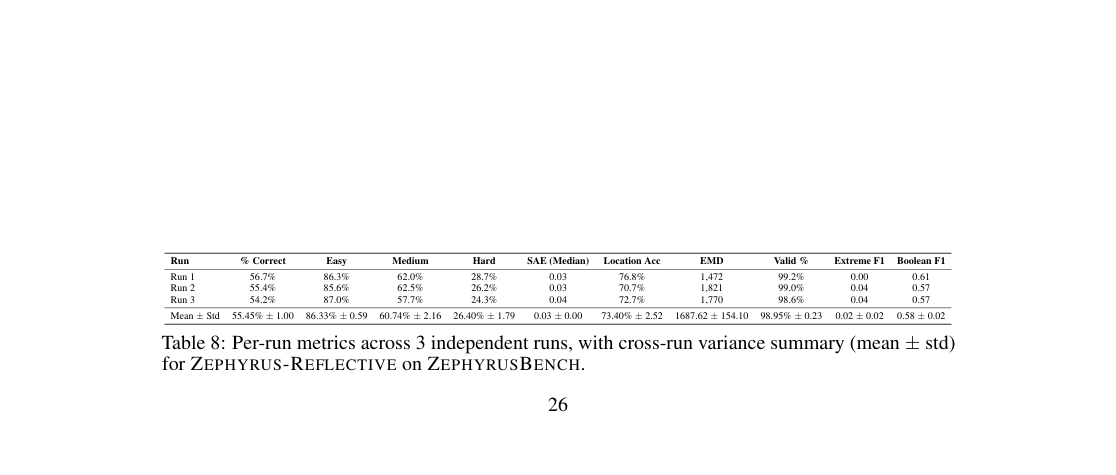 Run % Correct Easy Medium Hard SAE (Median) Location Acc EMD Valid % Extreme F1 Boolean F1
Run 1 56.7% 86.3% 62.0% 28.7% 0.03 76.8% 1,472 99.2% 0.00 0.61
Run 2 55.4% 85.6% 62.5% 26.2% 0.03 70.7% 1,821 99.0% 0.04 0.57
Run 3 54.2% 87.0% 57.7% 24.3% 0.04 72.7% 1,770 98.6% 0.04 0.57
Mean ± Std 55.45% ± 1.00 86.33% ± 0.59 60.74% ± 2.16 26.40% ± 1.79 0.03 ± 0.00 73.40% ± 2.52 1687.62 ± 154.10 98.95% ± 0.23 0.02 ± 0.02 0.58 ± 0.02
Table 8: Per-run metrics across 3 independent runs, with cross-run variance summary (mean ± std)
for ZEPHYRUS-REFLECTIVE on ZEPHYRUSBENCH.
26